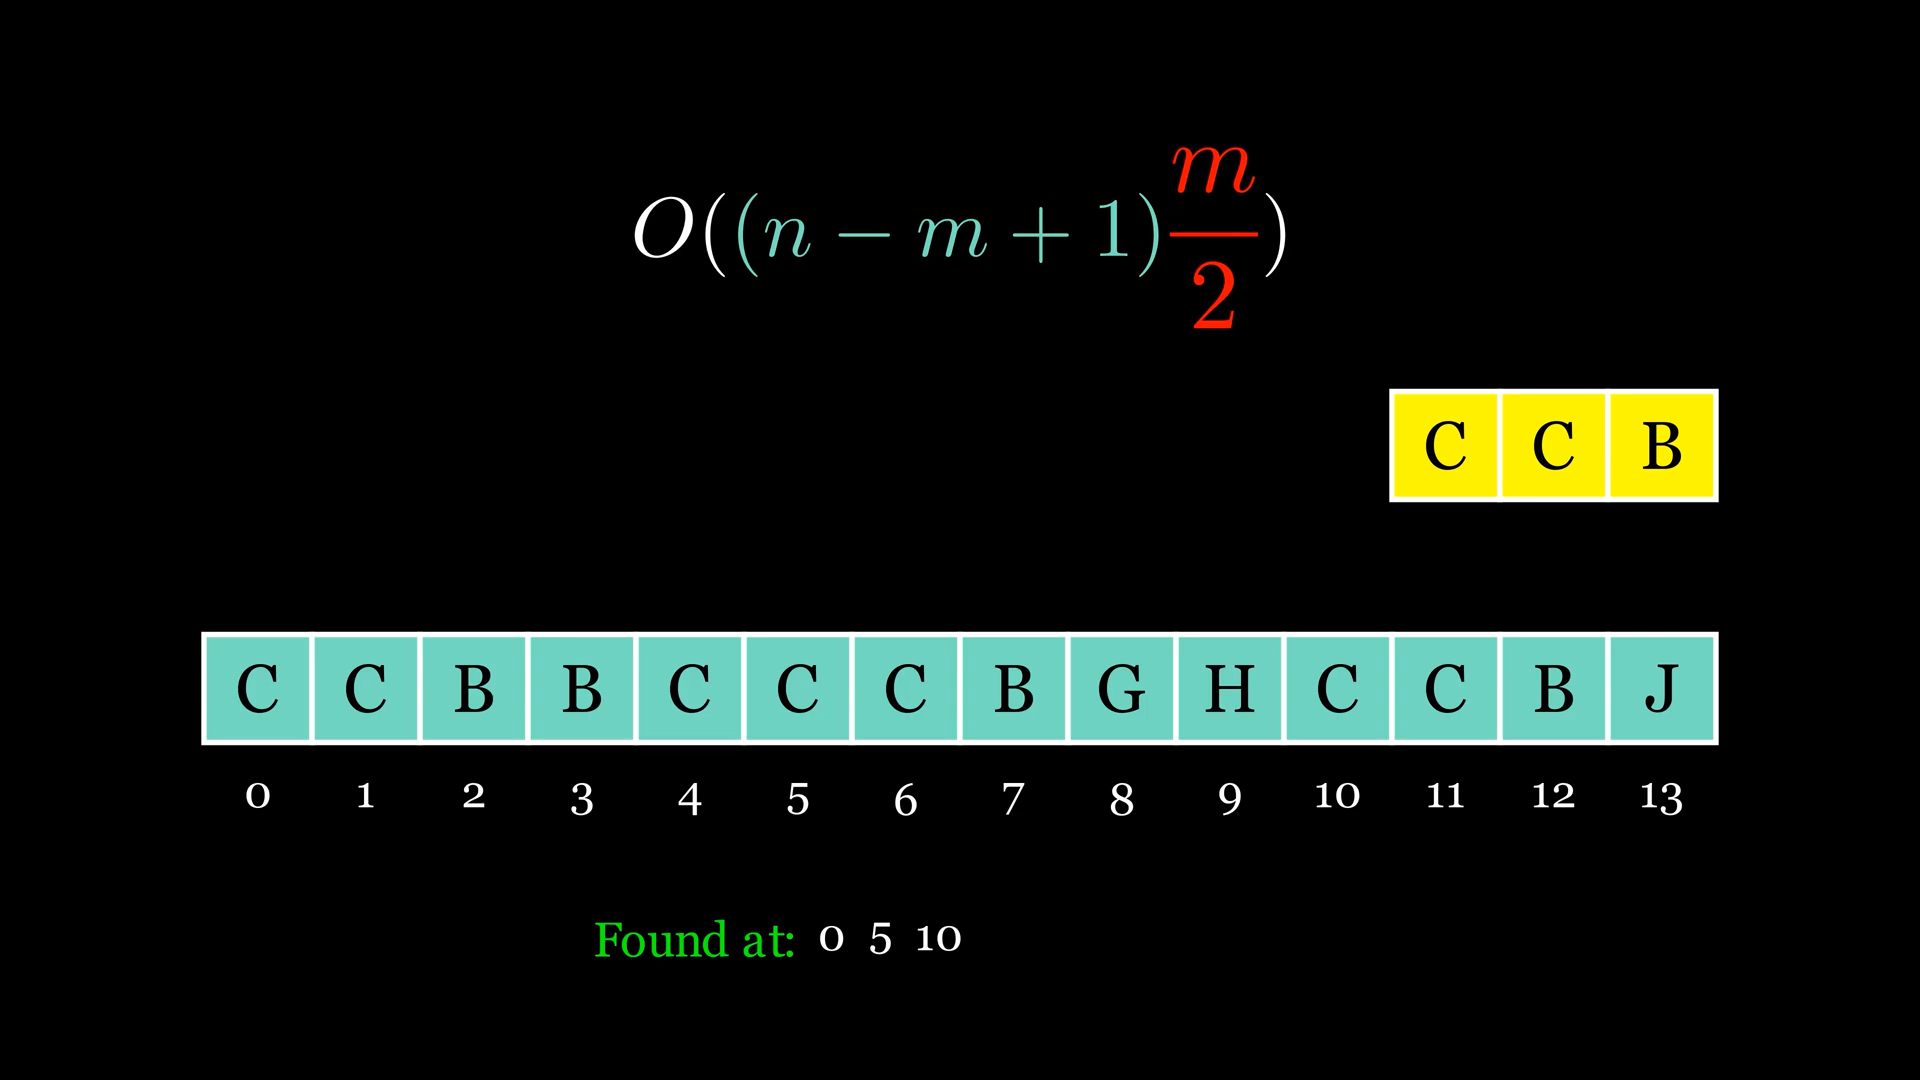 O((n − m + 1)m/2)
C C B
C C B B C C C B G H C C B J
0 1 2 3 4 5 6 7 8 9 10 11 12 13
Found at: 0 5 10